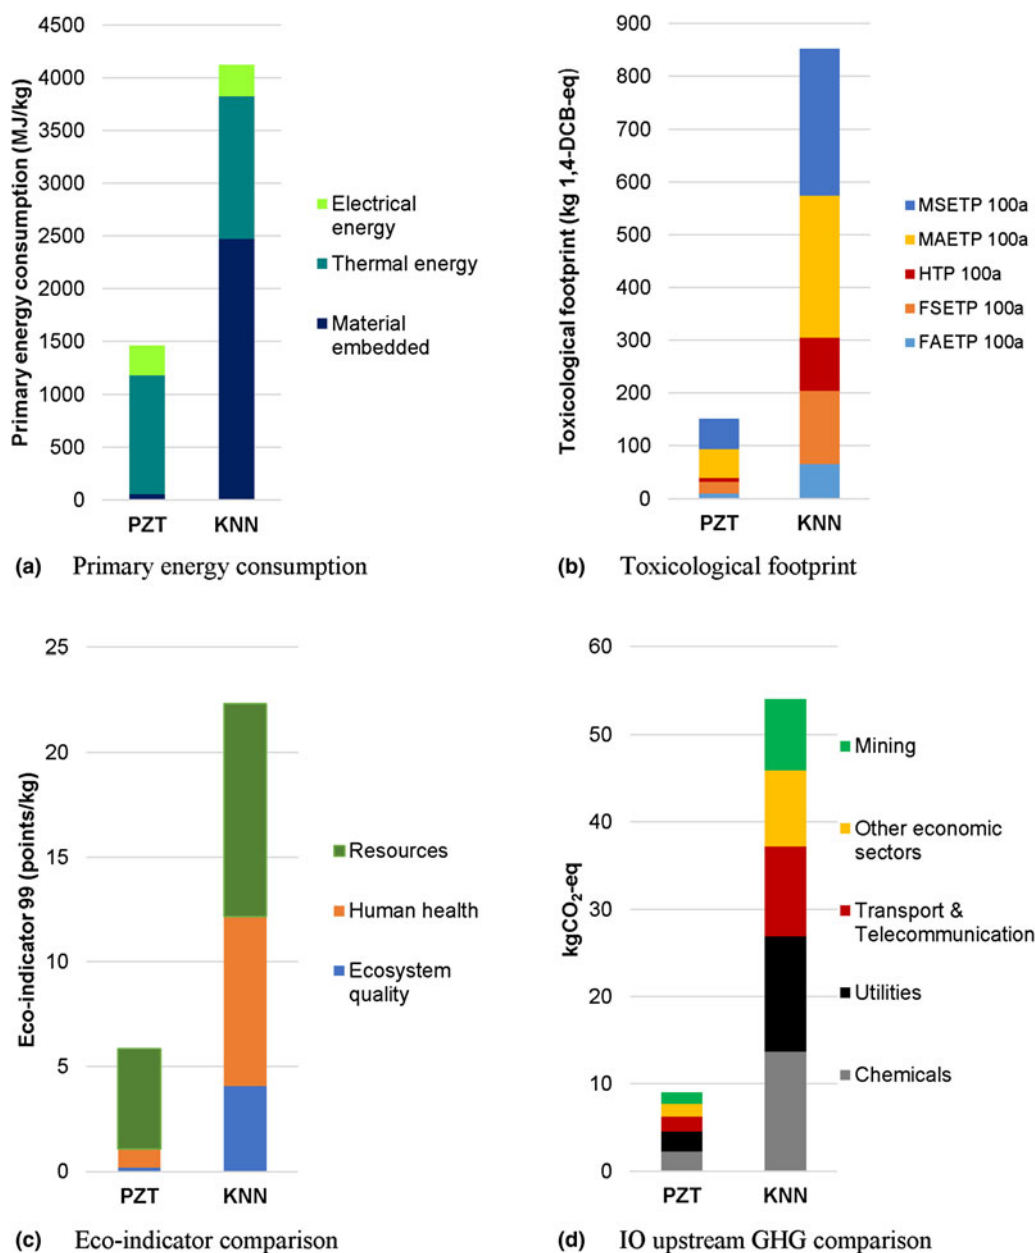 Primary energy consumption (MJ/kg)
4500
4000
3500
3000
2500
2000
1500
1000
500
0
PZT
KNN
Electrical
energy
Thermal energy
Material
embedded
(a) Primary energy consumption
Toxicological footprint (kg 1,4-DCB-eq)
900
800
700
600
500
400
300
200
100
0
PZT
KNN
MSETP 100a
MAETP 100a
HTP 100a
FSETP 100a
FAETP 100a
(b) Toxicological footprint
Eco-indicator 99 (points/kg)
25
20
15
10
5
0
PZT
KNN
Resources
Human health
Ecosystem
quality
(c) Eco-indicator comparison
kgCO₂-eq
60
50
40
30
20
10
0
PZT
KNN
Mining
Other economic
sectors
Transport &
Telecommunication
Utilities
Chemicals
(d) IO upstream GHG comparison